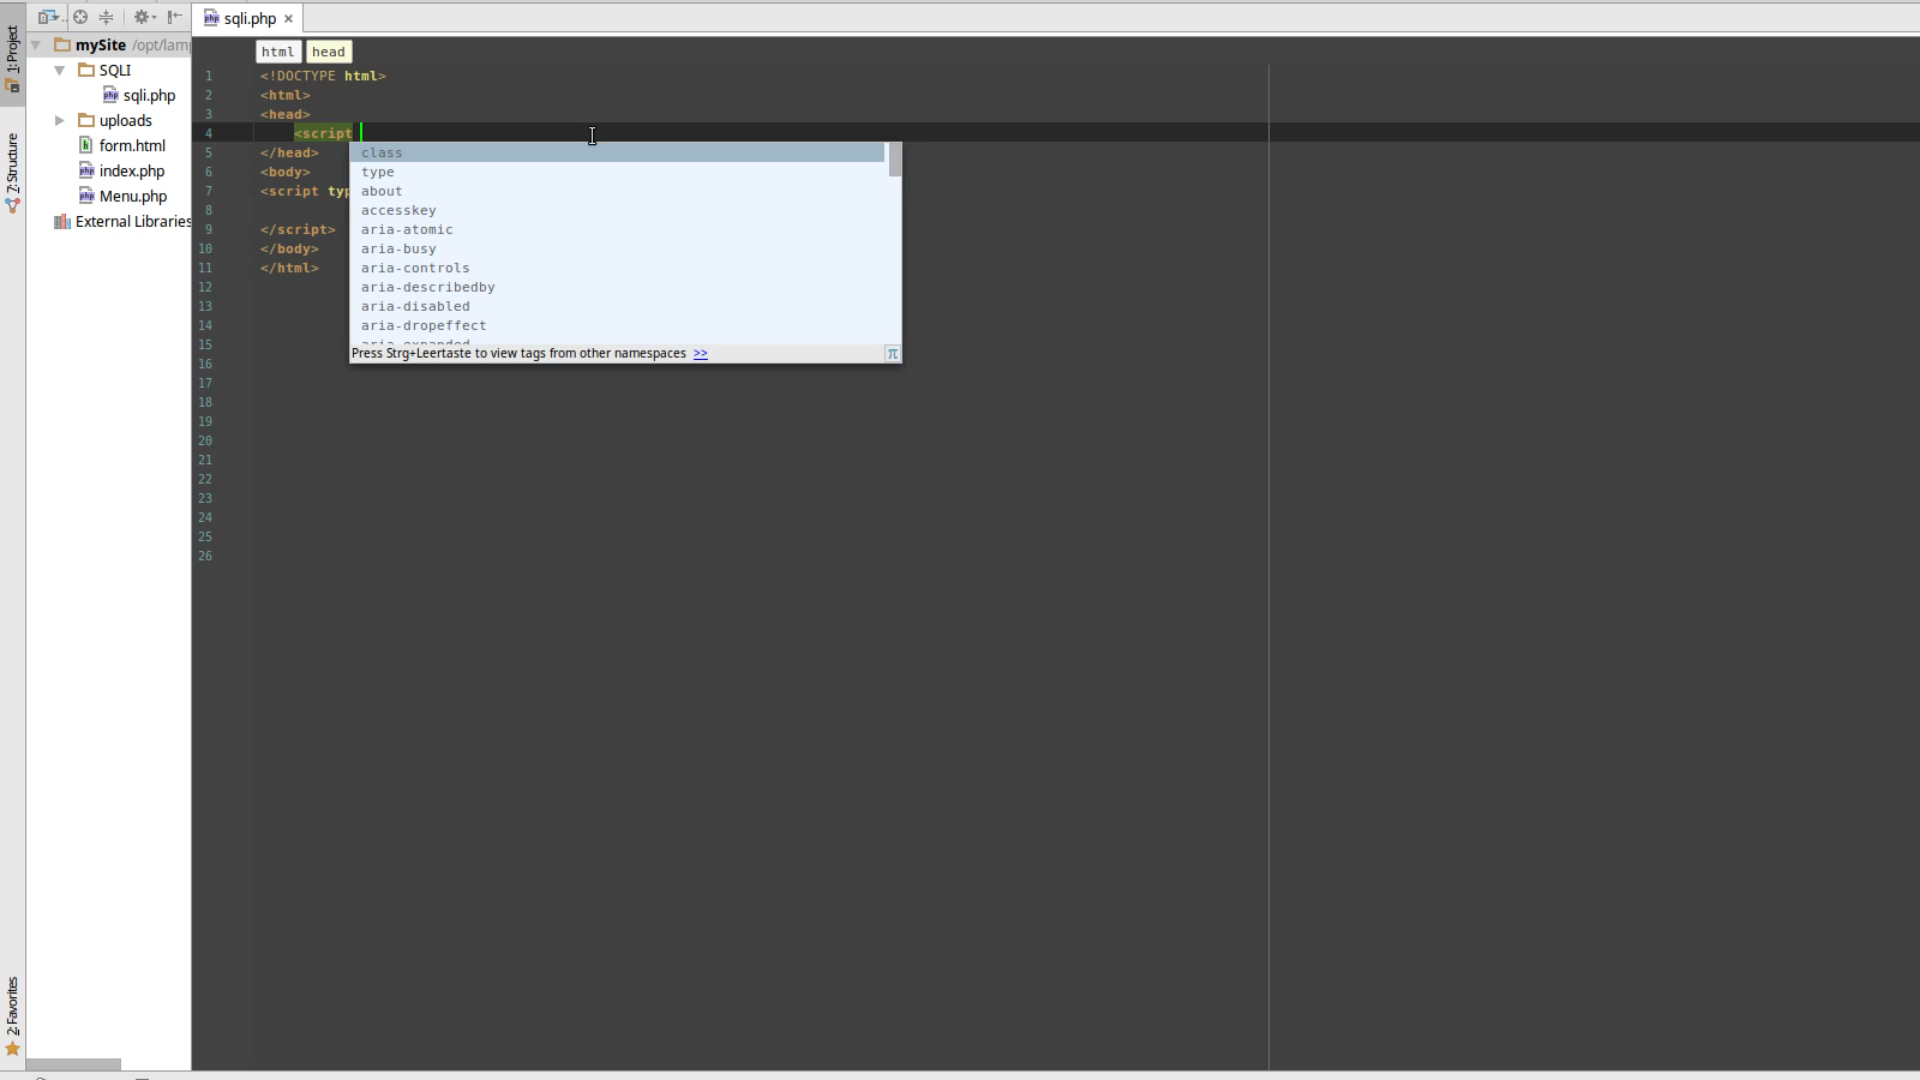 1: Project
7: Structure
2: Favorites
mySite /opt/lam
SQLI
sqli.php
uploads
form.html
index.php
Menu.php
External Libraries
sqli.php
html head
1 <!DOCTYPE html>
2 <html>
3 <head>
4 <script
5 </head>
6 <body>
7 <script typ
8
9 </script>
10 </body>
11 </html>
12
13
14
15
16
17
18
19
20
21
22
23
24
25
26
class
type
about
accesskey
aria-atomic
aria-busy
aria-controls
aria-describedby
aria-disabled
aria-dropeffect
aria-expanded
Press Strg+Leertaste to view tags from other namespaces >>
π